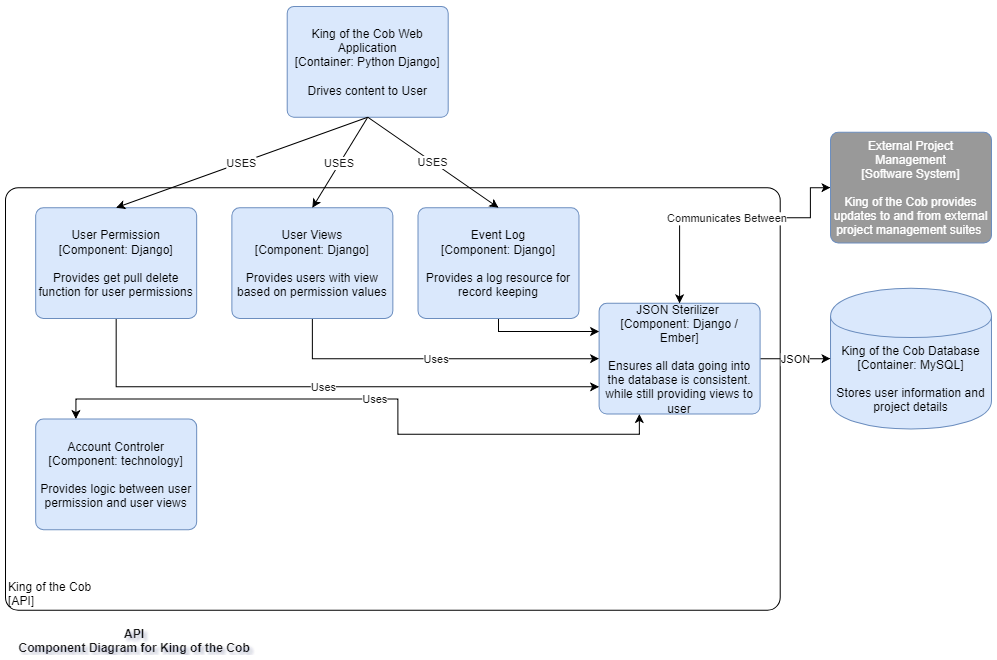 King of the Cob Web
Application
[Container: Python Django]
Drives content to User
USES
USES
USES
External Project
Management
[Software System]
King of the Cob provides
updates to and from external
project management suites
User Permission
[Component: Django]
Provides get pull delete
function for user permissions
User Views
[Component: Django]
Provides users with view
based on permission values
Event Log
[Component: Django]
Provides a log resource for
record keeping
Communicates Between
JSON Sterilizer
[Component: Django /
Ember]
Ensures all data going into
the database is consistent.
while still providing views to
user
JSON
King of the Cob Database
[Container: MySQL]
Stores user information and
project details
Uses
Uses
Uses
Account Controler
[Component: technology]
Provides logic between user
permission and user views
King of the Cob
[API]
API
Component Diagram for King of the Cob